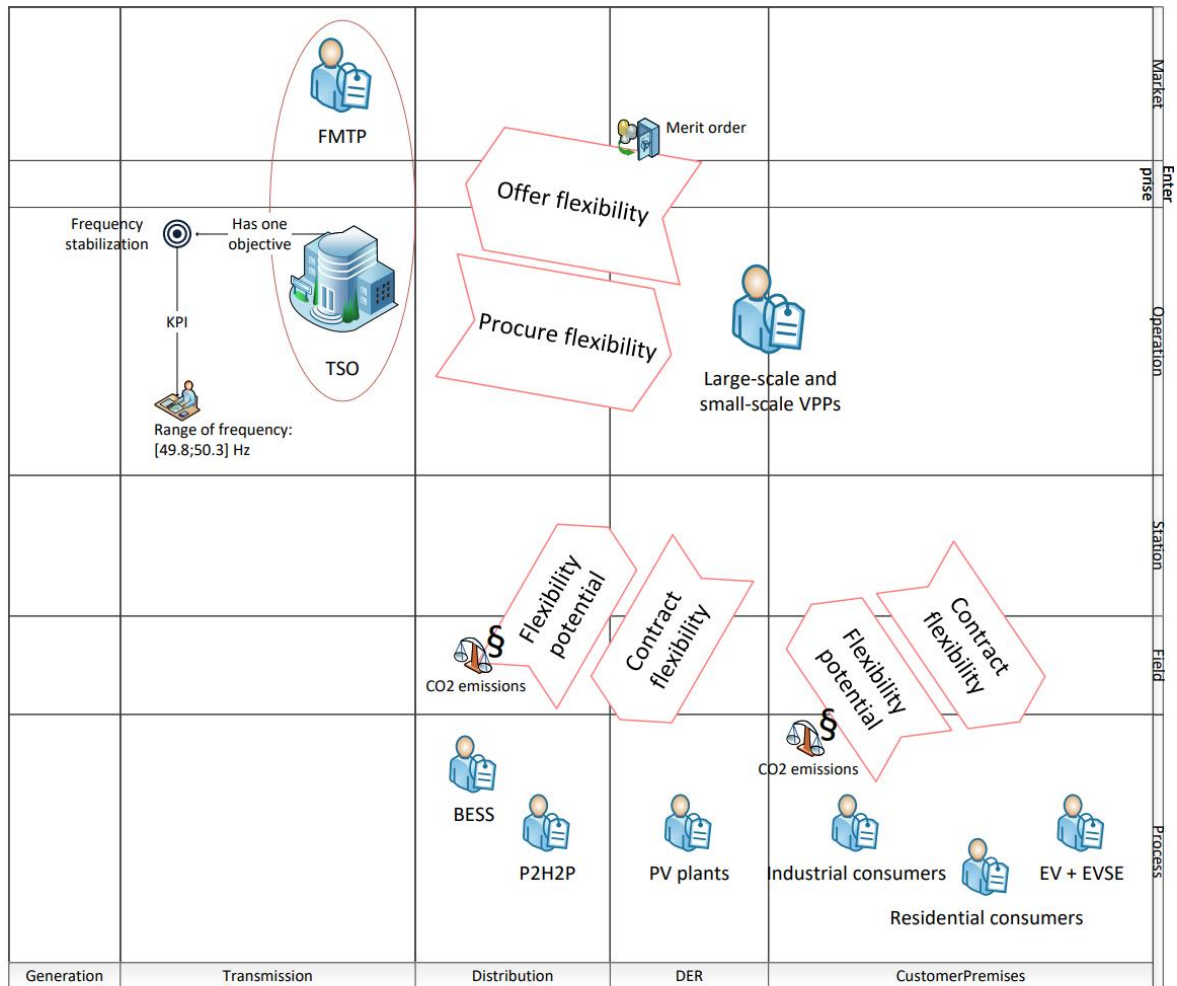 FMTP
Merit order
Market
Enter
prise
Offer flexibility
Frequency
stabilization
Has one
objective
KPI
TSO
Procure flexibility
Operation
Large-scale and
small-scale VPPs
Range of frequency:
[49.8;50.3] Hz
Station
Flexibility
potential
Contract
flexibility
Flexibility
potential
Contract
flexibility
§
CO2 emissions
Field
§
CO2 emissions
BESS
P2H2P
PV plants
Industrial consumers
EV + EVSE
Residential consumers
Process
Generation
Transmission
Distribution
DER
CustomerPremises